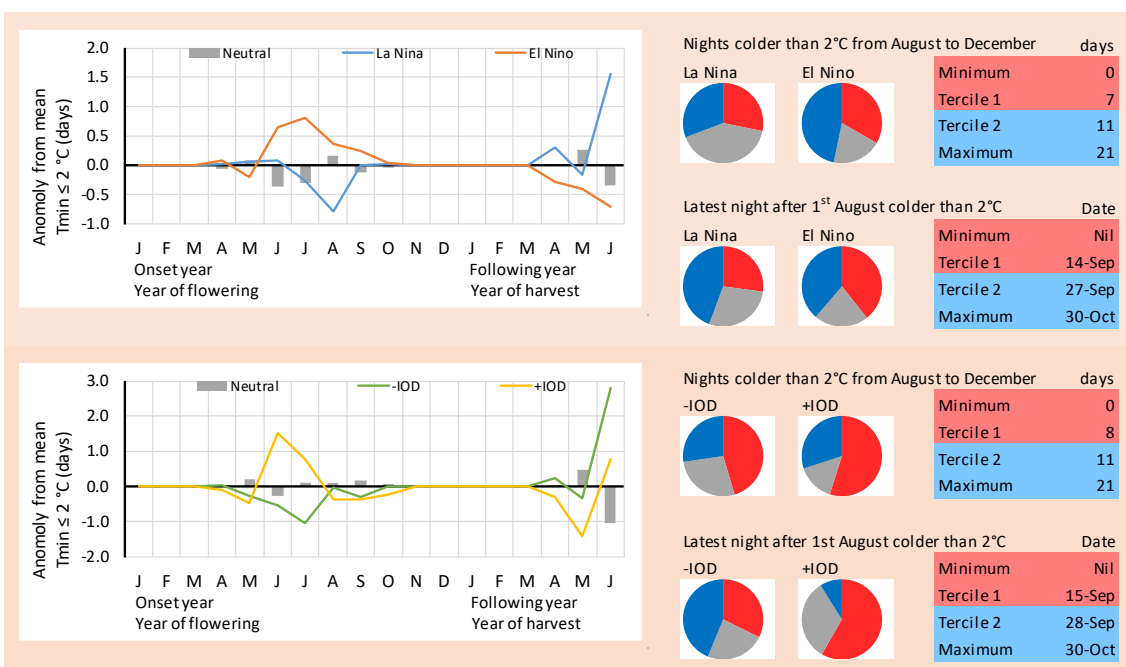 2.0
1.5
1.0
0.5
0.0
-0.5
-1.0
Anomoly from mean
Tmin ≤ 2 °C (days)
Neutral La Nina El Nino
J F M A M J J A S O N D J F M A M J
Onset year Following year
Year of flowering Year of harvest
Nights colder than 2°C from August to December days
La Nina El Nino
Minimum 0
Tercile 1 7
Tercile 2 11
Maximum 21
Latest night after 1st August colder than 2°C Date
La Nina El Nino
Minimum Nil
Tercile 1 14-Sep
Tercile 2 27-Sep
Maximum 30-Oct
3.0
2.0
1.0
0.0
-1.0
-2.0
Anomoly from mean
Tmin ≤ 2 °C (days)
Neutral -IOD +IOD
J F M A M J J A S O N D J F M A M J
Onset year Following year
Year of flowering Year of harvest
Nights colder than 2°C from August to December days
-IOD +IOD
Minimum 0
Tercile 1 8
Tercile 2 11
Maximum 21
Latest night after 1st August colder than 2°C Date
-IOD +IOD
Minimum Nil
Tercile 1 15-Sep
Tercile 2 28-Sep
Maximum 30-Oct